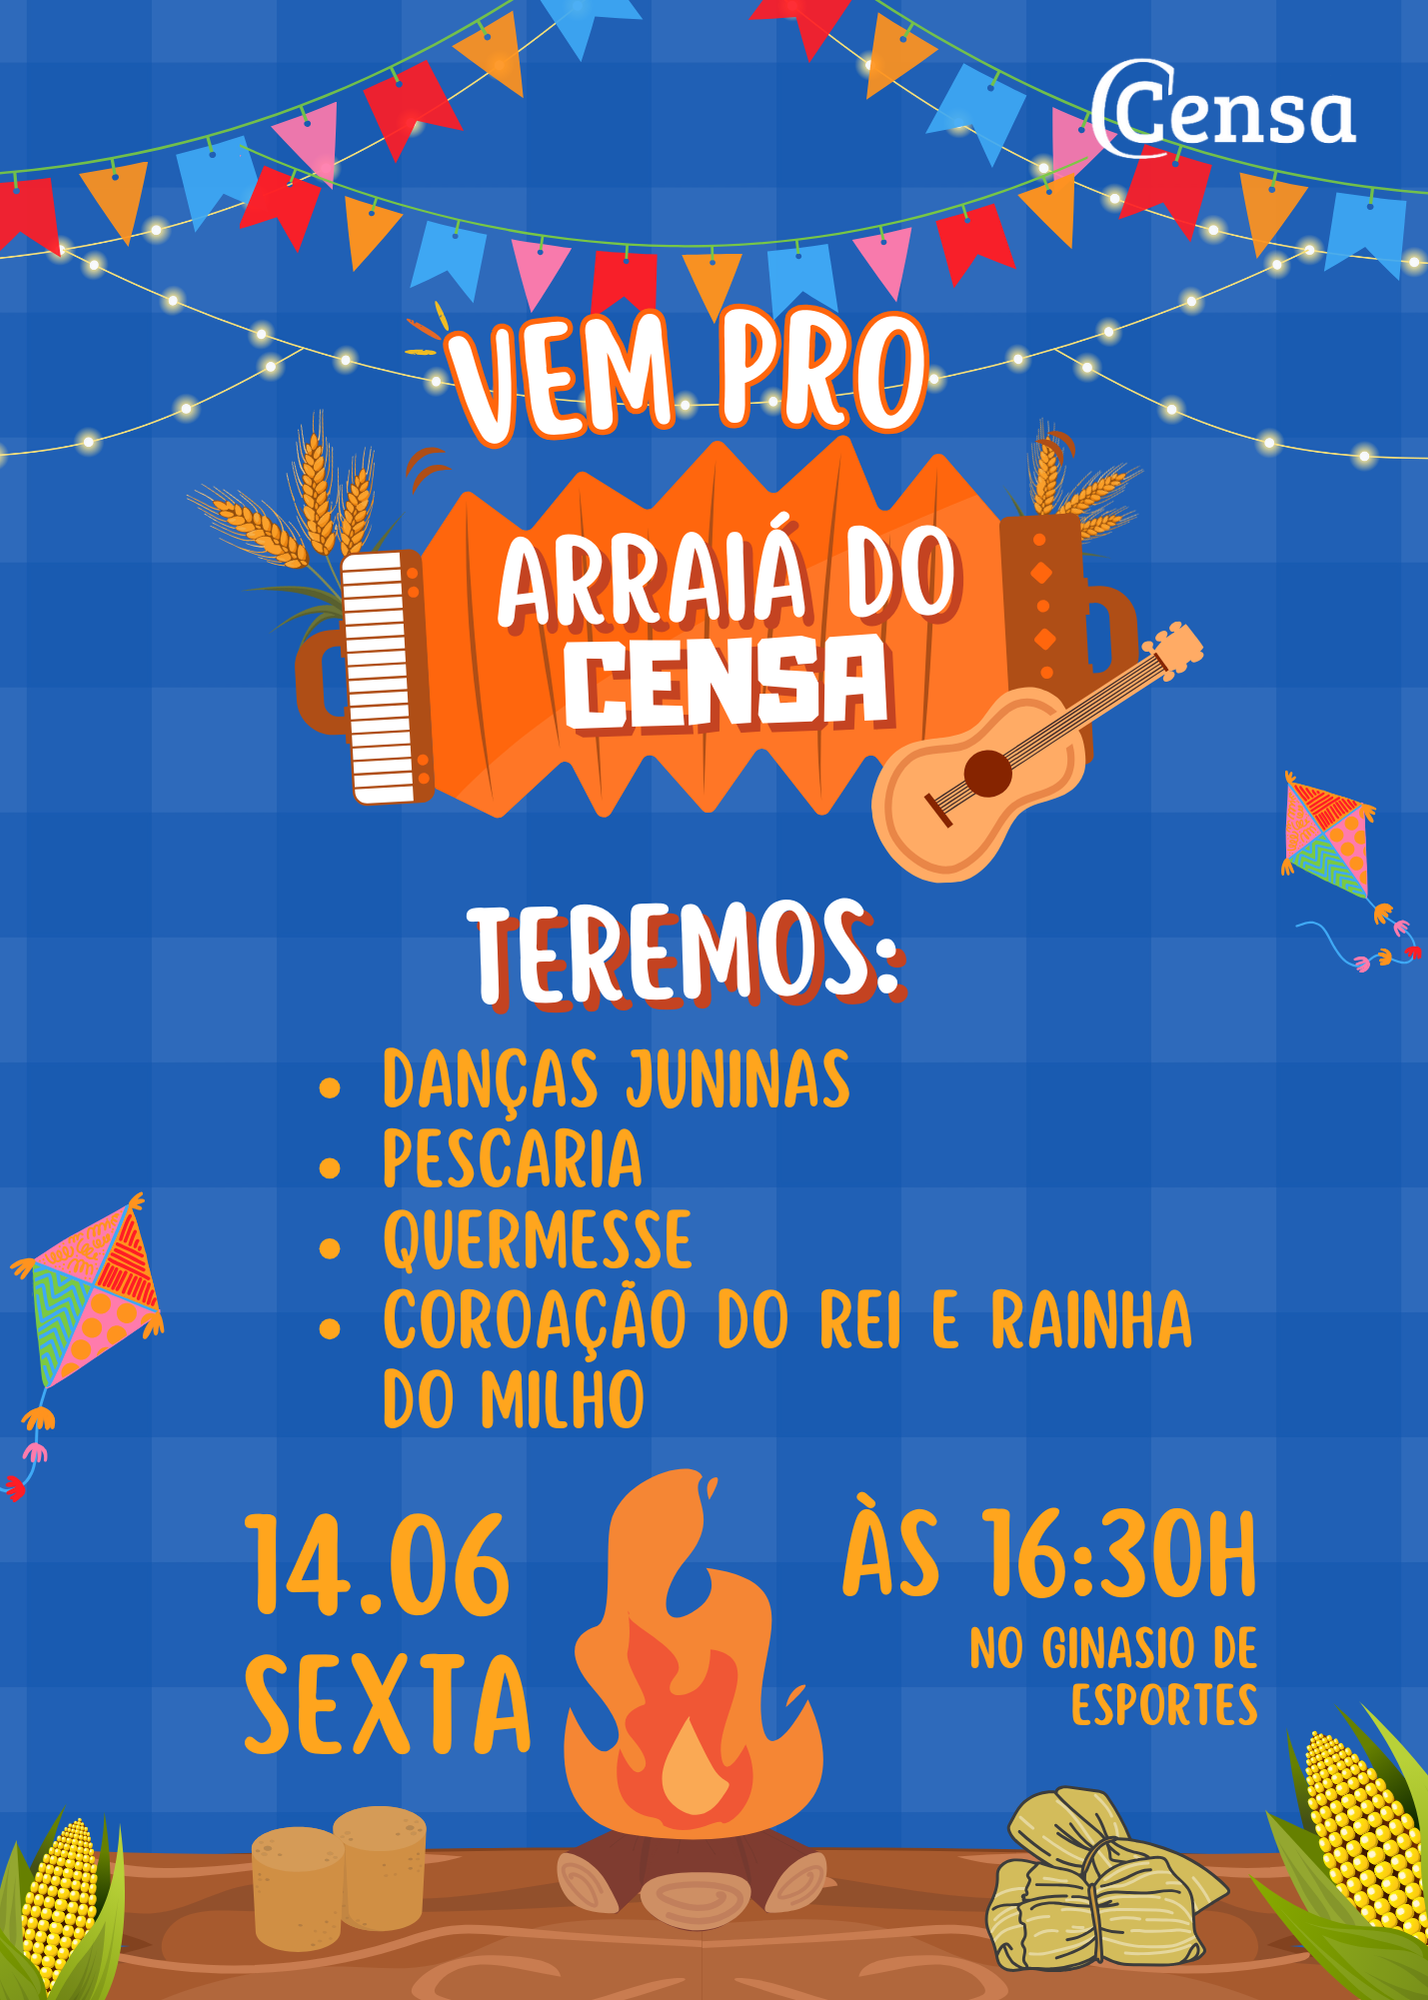 Censa
VEM PRO
ARRAIÁ DO
CENSA
TEREMOS:
• DANÇAS JUNINAS
• PESCARIA
• QUERMESSE
• COROAÇÃO DO REI E RAINHA
DO MILHO
14.06
SEXTA
ÀS 16:30H
NO GINASIO DE
ESPORTES